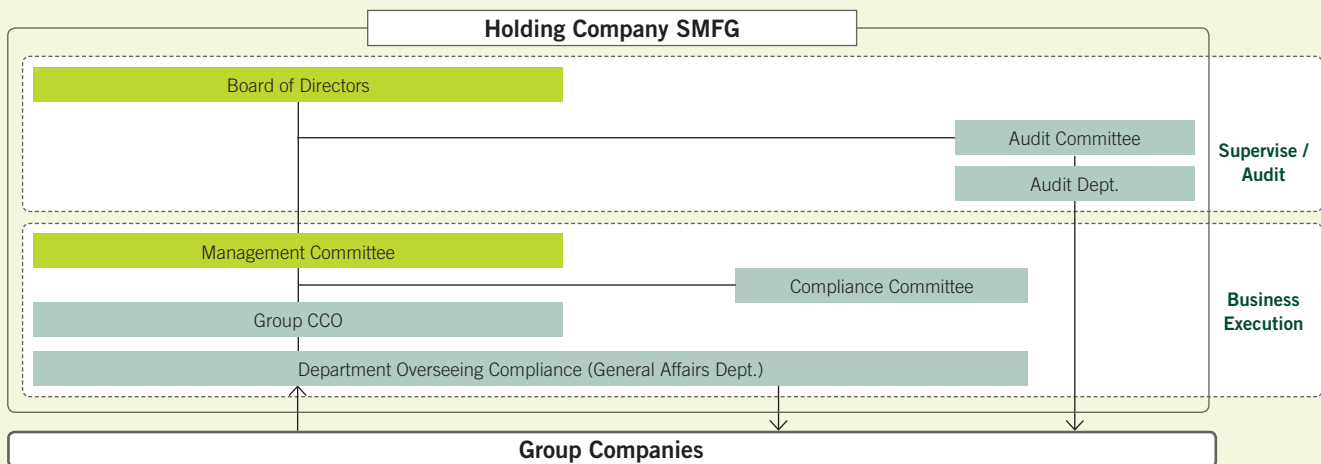 Holding Company SMFG
Board of Directors
Audit Committee
Audit Dept.
Supervise /
Audit
Management Committee
Compliance Committee
Group CCO
Business
Execution
Department Overseeing Compliance (General Affairs Dept.)
Group Companies